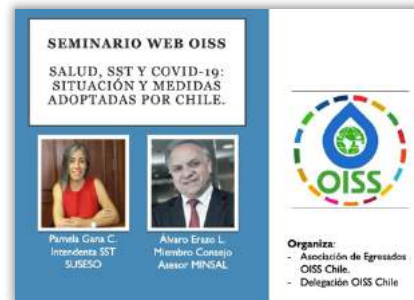 SEMINARIO WEB OISS
SALUD, SST Y COVID-19:
SITUACIÓN Y MEDIDAS
ADOPTADAS POR CHILE.
Pamela Gana C.
Intendenta SST
SUSESO
Álvaro Erazo L.
Miembro Consejo
Asesor MINSAL
OISS
Organiza:
- Asociación de Egresados
OISS Chile.
- Delegación OISS Chile